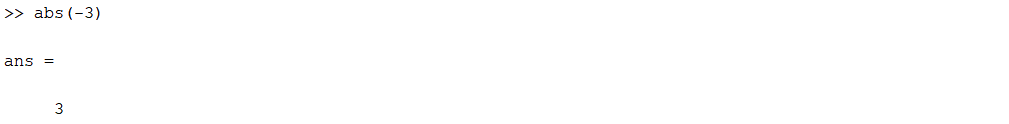 >> abs(-3)
ans =
3